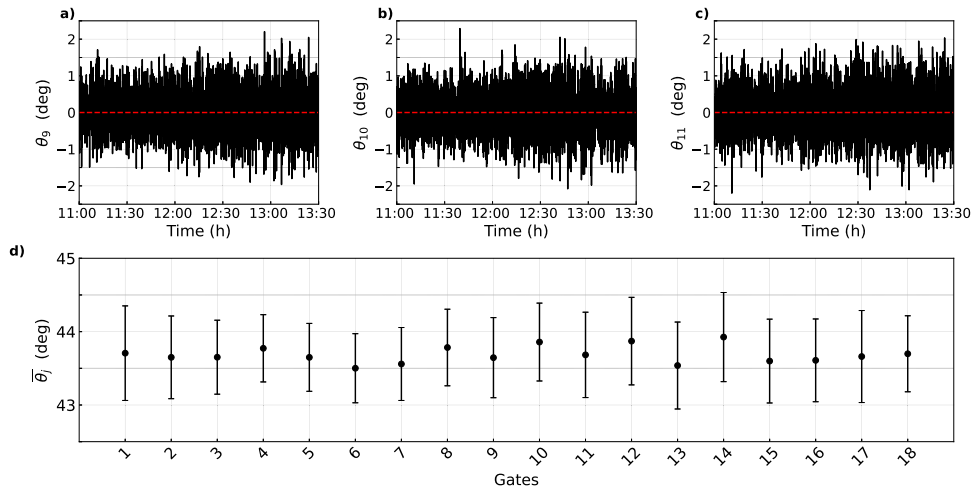 a) b) c)
2 2 2
1 1 1
0 0 0
−1 −1 −1
−2 −2 −2
θ9 (deg) θ10 (deg) θ11 (deg)
11:00 11:30 12:00 12:30 13:00 13:30 11:00 11:30 12:00 12:30 13:00 13:30 11:00 11:30 12:00 12:30 13:00 13:30
Time (h) Time (h) Time (h)
d)
45
44
43
θ̅j (deg)
1 2 3 4 5 6 7 8 9 10 11 12 13 14 15 16 17 18
Gates